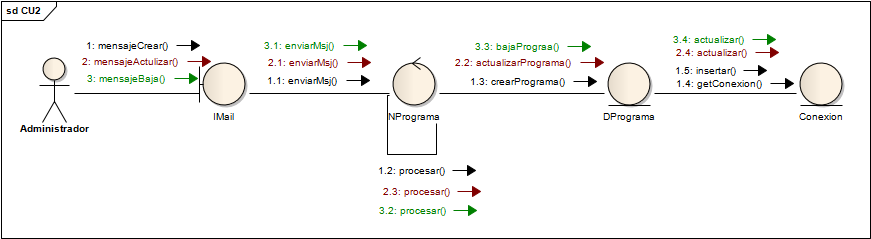 sd CU2
1: mensajeCrear()
2: mensajeActulizar()
3: mensajeBaja()
3.1: enviarMsj()
2.1: enviarMsj()
1.1: enviarMsj()
3.3: bajaPrograa()
2.2: actualizarPrograma()
1.3: crearPrograma()
3.4: actualizar()
2.4: actualizar()
1.5: insertar()
1.4: getConexion()
Administrador
IMail
NPrograma
DPrograma
Conexion
1.2: procesar()
2.3: procesar()
3.2: procesar()